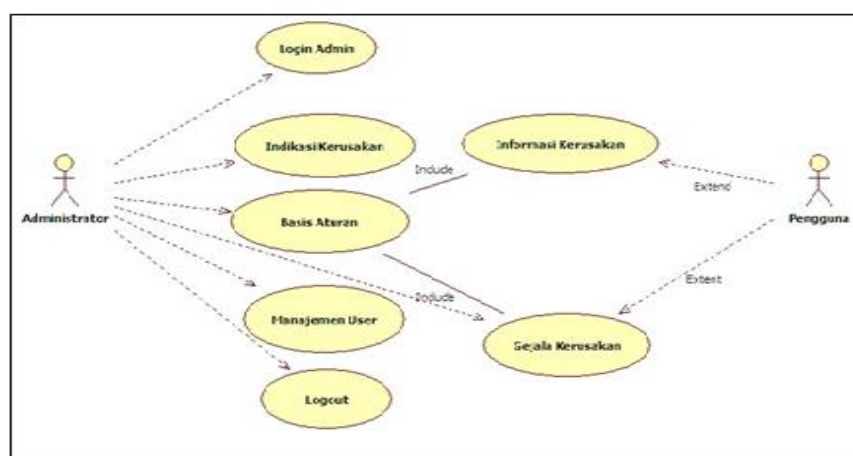 Login Admin
Indikasi Kerusakan
Informasi Kerusakan
Include
Extend
Administrator
Basis Aturan
Pengguna
Extent
Include
Manajemen User
Gejala Kerusakan
Logout